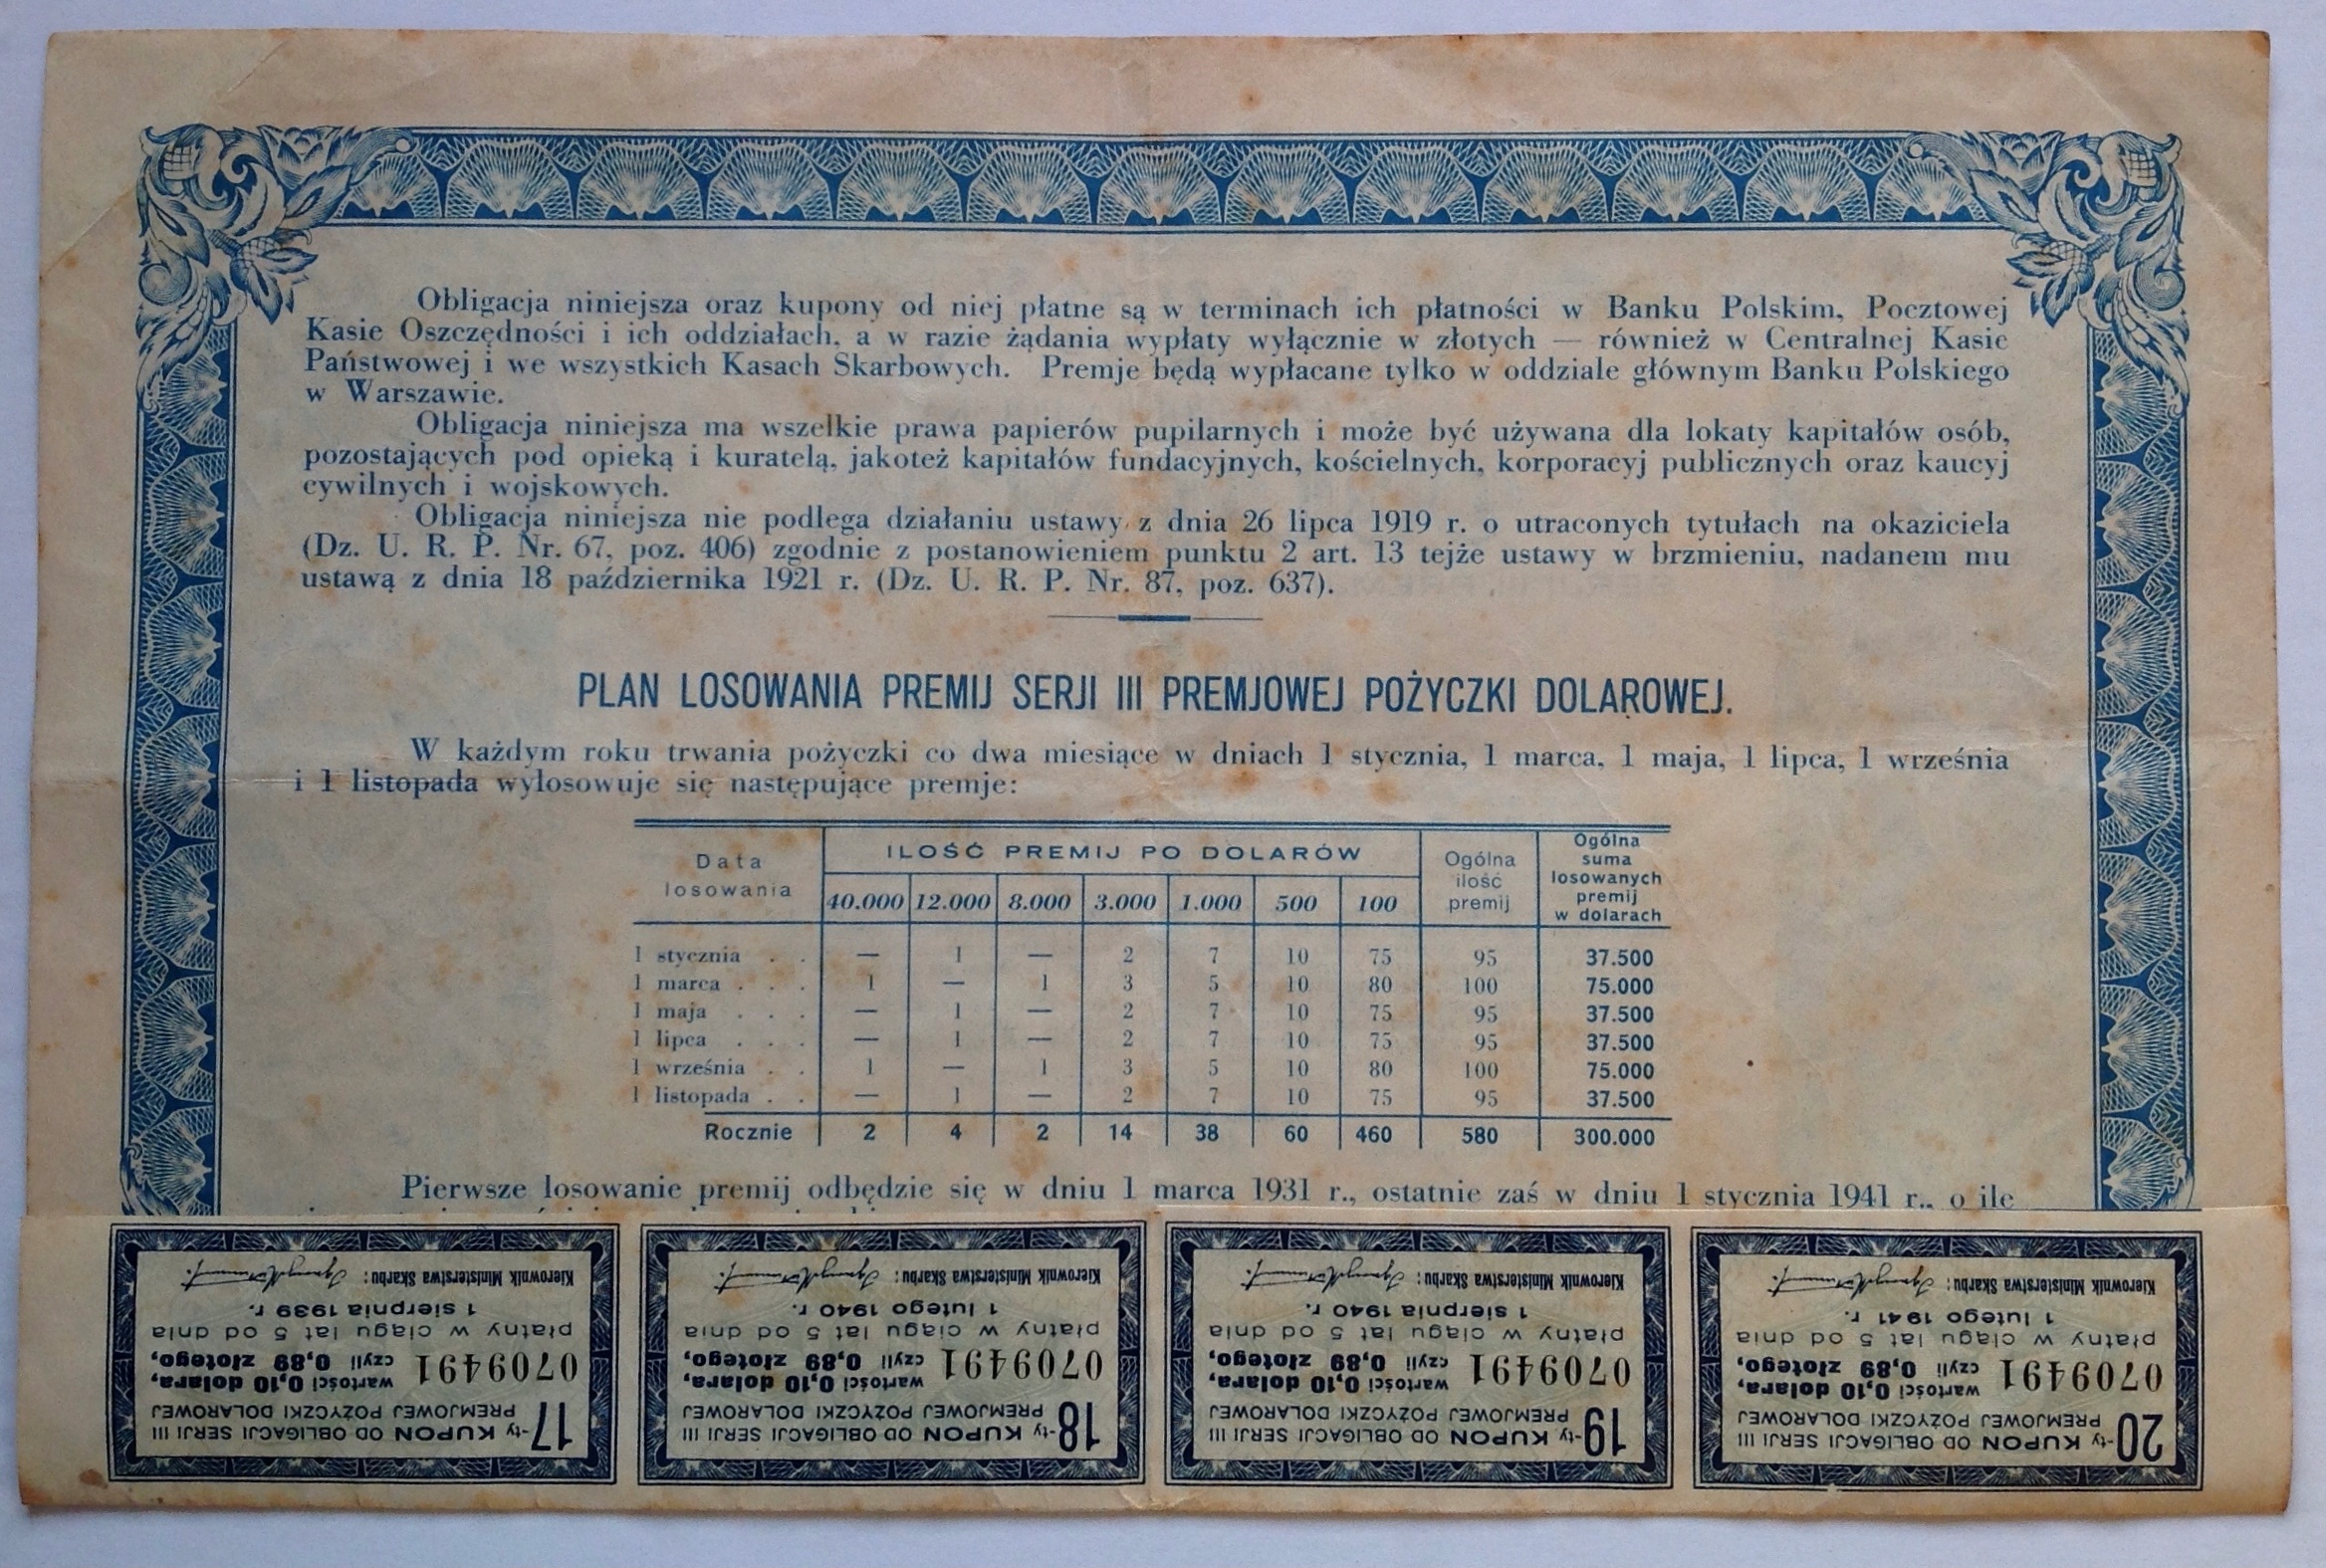 Obligacja niniejsza oraz kupony od niej płatne są w terminach ich płatności w Banku Polskim, Pocztowej
Kasie Oszczędności i ich oddziałach, a w razie żądania wypłaty wyłącznie w złotych — również w Centralnej Kasie
Państwowej i we wszystkich Kasach Skarbowych. Premje będą wypłacane tylko w oddziale głównym Banku Polskiego
w Warszawie.
Obligacja niniejsza ma wszelkie prawa papierów pupilarnych i może być używana dla lokaty kapitałów osób,
pozostających pod opieką i kuratelą, jakoteż kapitałów fundacyjnych, kościelnych, korporacyj publicznych oraz kaucyj
cywilnych i wojskowych.
Obligacja niniejsza nie podlega działaniu ustawy z dnia 26 lipca 1919 r. o utraconych tytułach na okaziciela
(Dz. U. R. P. Nr. 67, poz. 406) zgodnie z postanowieniem punktu 2 art. 13 tejże ustawy w brzmieniu, nadanem mu
ustawą z dnia 18 października 1921 r. (Dz. U. R. P. Nr. 87, poz. 637).
PLAN LOSOWANIA PREMIJ SERJI III PREMJOWEJ POŻYCZKI DOLAROWEJ.
W każdym roku trwania pożyczki co dwa miesiące w dniach 1 stycznia, 1 marca, 1 maja, 1 lipca, 1 września
i 1 listopada wylosowuje się następujące premje:
Data losowania
ILOŚĆ PREMIJ PO DOLARÓW
Ogólna ilość premij
Ogólna suma losowanych premij w dolarach
40.000 12.000 8.000 3.000 1.000 500 100
1 stycznia . . — 1 — 2 7 10 75 95 37.500
1 marca . . . 1 — 1 3 5 10 80 100 75.000
1 maja . . . — 1 — 2 7 10 75 95 37.500
1 lipca . . . — 1 — 2 7 10 75 95 37.500
1 września . . 1 — 1 3 5 10 80 100 75.000
1 listopada . . — 1 — 2 7 10 75 95 37.500
Rocznie 2 4 2 14 38 60 460 580 300.000
Pierwsze losowanie premij odbędzie się w dniu 1 marca 1931 r., ostatnie zaś w dniu 1 stycznia 1941 r., o ile
17-ty KUPON OD OBLIGACJI SERJI III
PREMJOWEJ POŻYCZKI DOLAROWEJ
0709491 wartości 0,10 dolara,
czyli 0,89 złotego,
płatny w ciągu lat 5 od dnia
1 sierpnia 1939 r.
Kierownik Ministerstwa Skarbu:
18-ty KUPON OD OBLIGACJI SERJI III
PREMJOWEJ POŻYCZKI DOLAROWEJ
0709491 wartości 0,10 dolara,
czyli 0,89 złotego,
płatny w ciągu lat 5 od dnia
1 lutego 1940 r.
Kierownik Ministerstwa Skarbu:
19-ty KUPON OD OBLIGACJI SERJI III
PREMJOWEJ POŻYCZKI DOLAROWEJ
0709491 wartości 0,10 dolara,
czyli 0,89 złotego,
płatny w ciągu lat 5 od dnia
1 sierpnia 1940 r.
Kierownik Ministerstwa Skarbu:
20-ty KUPON OD OBLIGACJI SERJI III
PREMJOWEJ POŻYCZKI DOLAROWEJ
0709491 wartości 0,10 dolara,
czyli 0,89 złotego,
płatny w ciągu lat 5 od dnia
1 lutego 1941 r.
Kierownik Ministerstwa Skarbu: